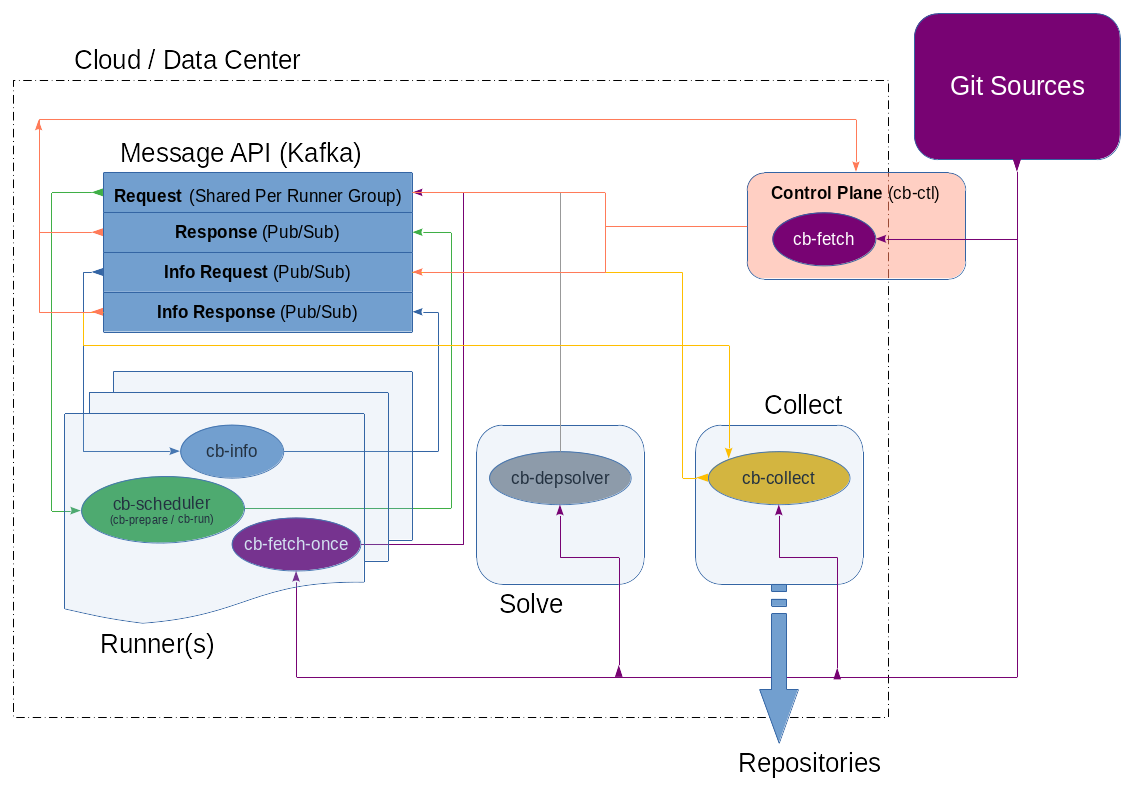 Cloud / Data Center
Git Sources
Message API (Kafka)
Request (Shared Per Runner Group)
Response (Pub/Sub)
Info Request (Pub/Sub)
Info Response (Pub/Sub)
Control Plane (cb-ctl)
cb-fetch
Collect
cb-info
cb-scheduler
(cb-prepare / cb-run)
cb-fetch-once
cb-depsolver
cb-collect
Solve
Runner(s)
Repositories